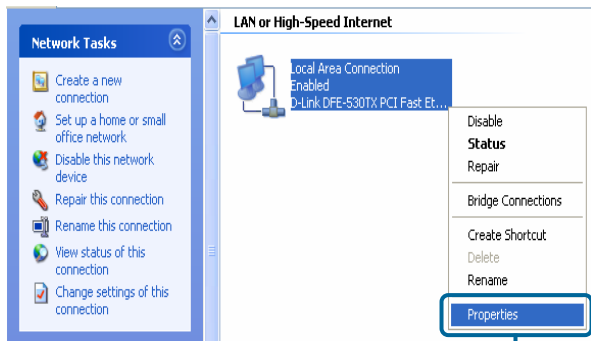 Network Tasks
Create a new
connection
Set up a home or small
office network
Disable this network
device
Repair this connection
Rename this connection
View status of this
connection
Change settings of this
connection
LAN or High-Speed Internet
Local Area Connection
Enabled
D-Link DFE-530TX PCI Fast Et...
Disable
Status
Repair
Bridge Connections
Create Shortcut
Delete
Rename
Properties